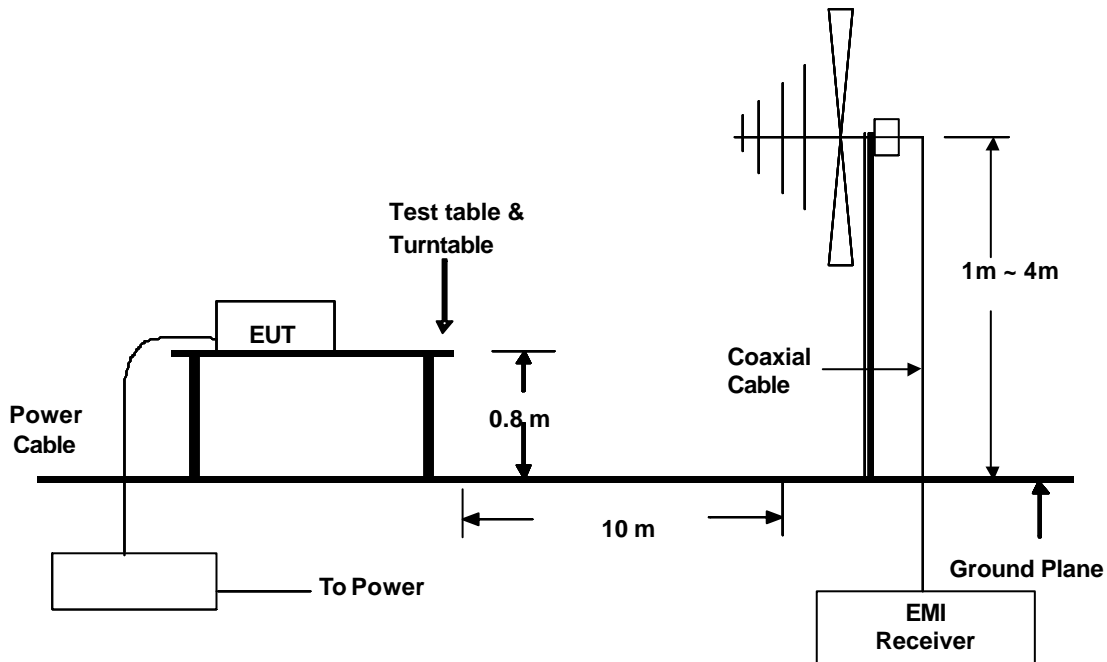 Test table &
Turntable
1m ~ 4m
EUT
Coaxial
Cable
0.8 m
Power
Cable
10 m
To Power
Ground Plane
EMI
Receiver